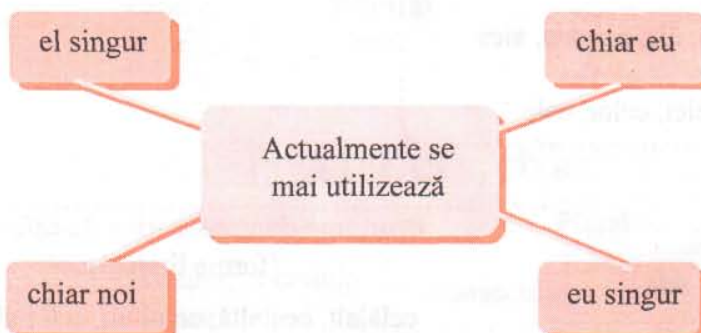 el singur
chiar eu
Actualmente se
mai utilizează
chiar noi
eu singur